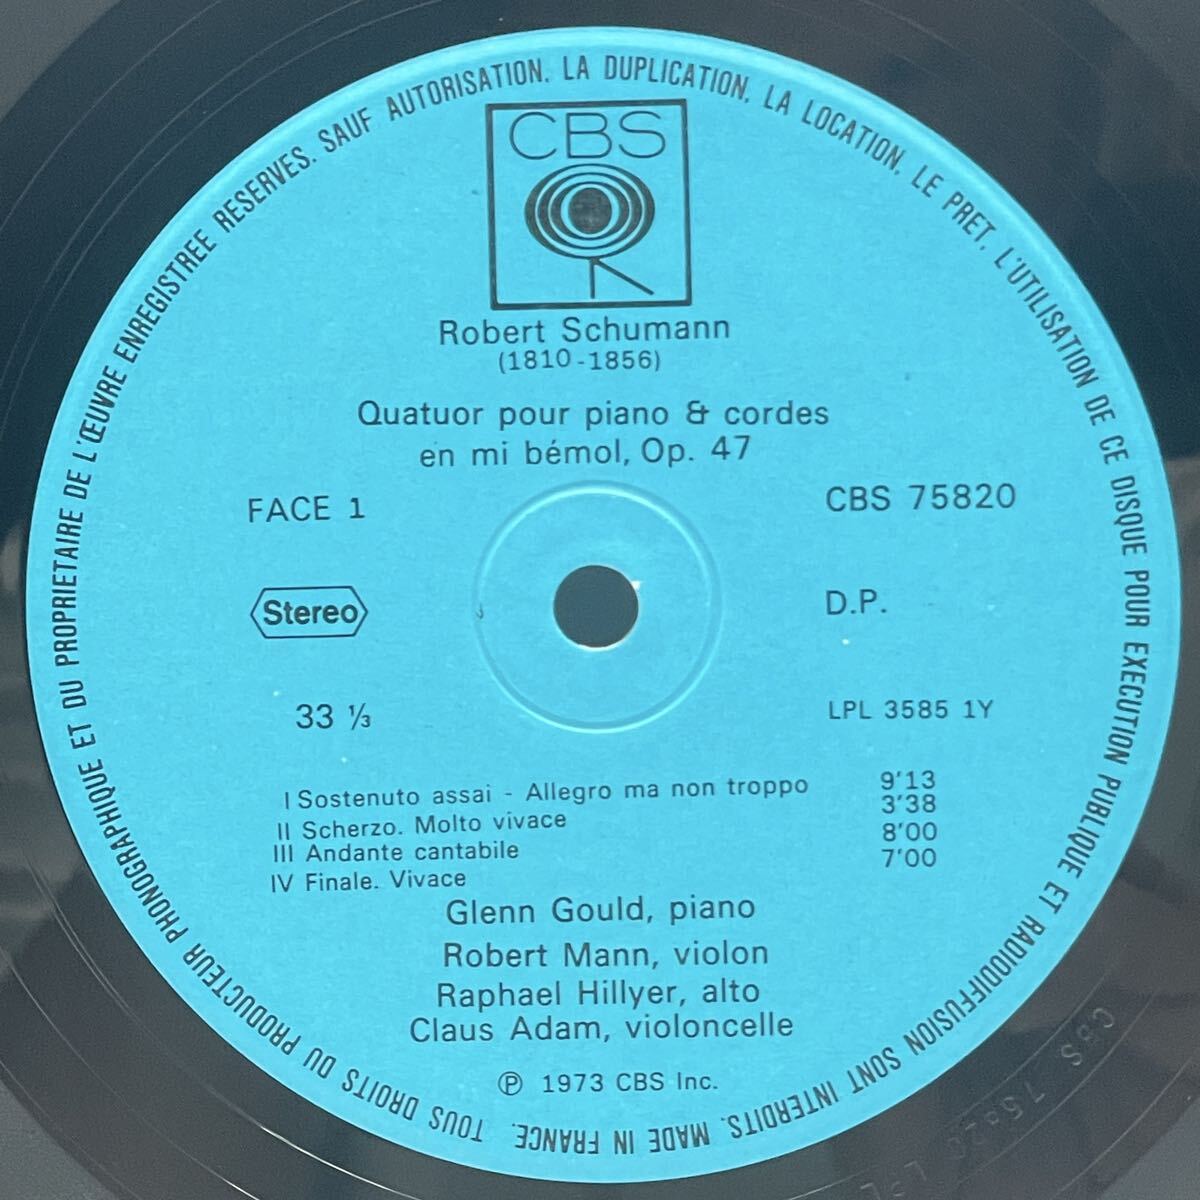 TOUS DROITS DU PRODUCTEUR PHONOGRAPHIQUE ET DU PROPRIETAIRE DE L'ŒUVRE ENREGISTREE RESERVES. SAUF AUTORISATION. LA DUPLICATION, LA LOCATION, LE PRET, L'UTILISATION DE CE DISQUE POUR EXECUTION PUBLIQUE ET RADIODIFFUSION SONT INTERDITS. MADE IN FRANCE.
CBS
Robert Schumann
(1810-1856)
Quatuor pour piano & cordes
en mi bémol, Op. 47
FACE 1
CBS 75820
Stereo
D.P.
33 ⅓
LPL 3585 1Y
I Sostenuto assai - Allegro ma non troppo 9'13
II Scherzo. Molto vivace 3'38
III Andante cantabile 8'00
IV Finale. Vivace 7'00
Glenn Gould, piano
Robert Mann, violon
Raphael Hillyer, alto
Claus Adam, violoncelle
℗ 1973 CBS Inc.
CBS 75820